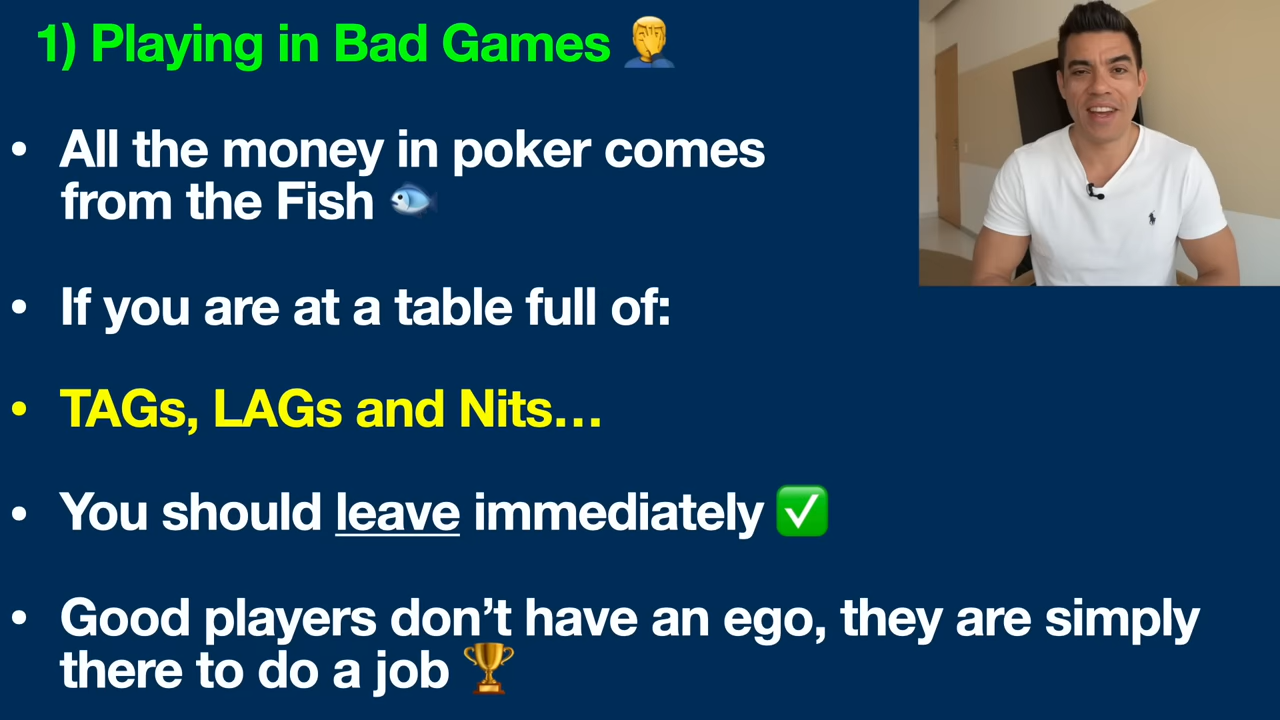 1) Playing in Bad Games 🤦‍♂️
• All the money in poker comes
from the Fish 🐟
• If you are at a table full of:
• TAGs, LAGs and Nits…
• You should leave immediately ✅
• Good players don’t have an ego, they are simply
there to do a job 🏆